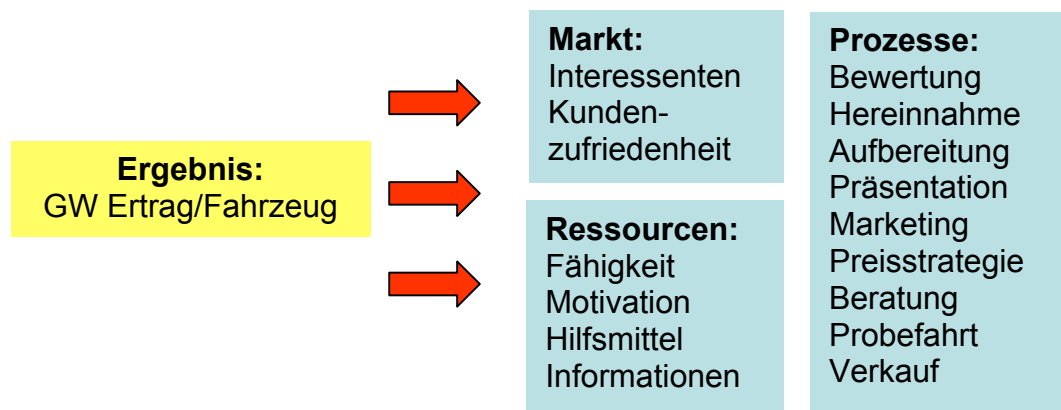 Ergebnis:
GW Ertrag/Fahrzeug
Markt:
Interessenten
Kunden-
zufriedenheit
Ressourcen:
Fähigkeit
Motivation
Hilfsmittel
Informationen
Prozesse:
Bewertung
Hereinnahme
Aufbereitung
Präsentation
Marketing
Preisstrategie
Beratung
Probefahrt
Verkauf